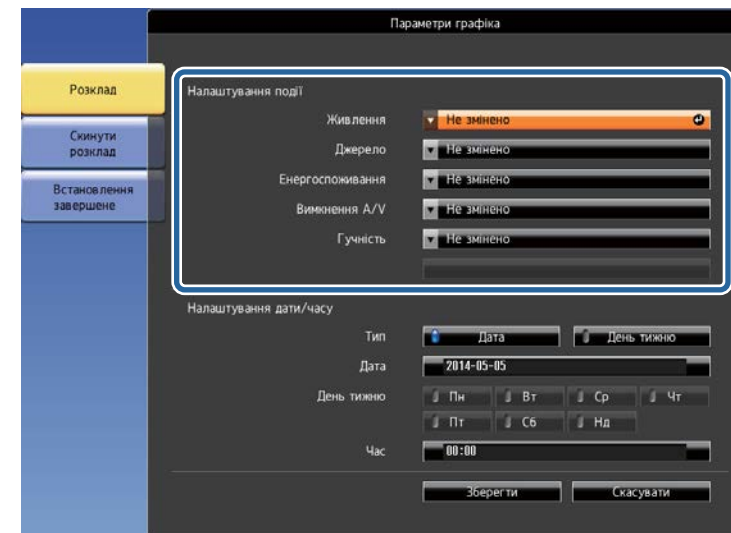 Параметри графіка
Розклад
Скинути
розклад
Встановлення
завершене
Налаштування події
Живлення Не змінено
Джерело Не змінено
Енергоспоживання Не змінено
Вимкнення A/V Не змінено
Гучність Не змінено
Налаштування дати/часу
Тип Дата День тижню
Дата 2014-05-05
День тижню Пн Вт Ср Чт
Пт Сб Нд
Час 00:00
Зберегти Скасувати